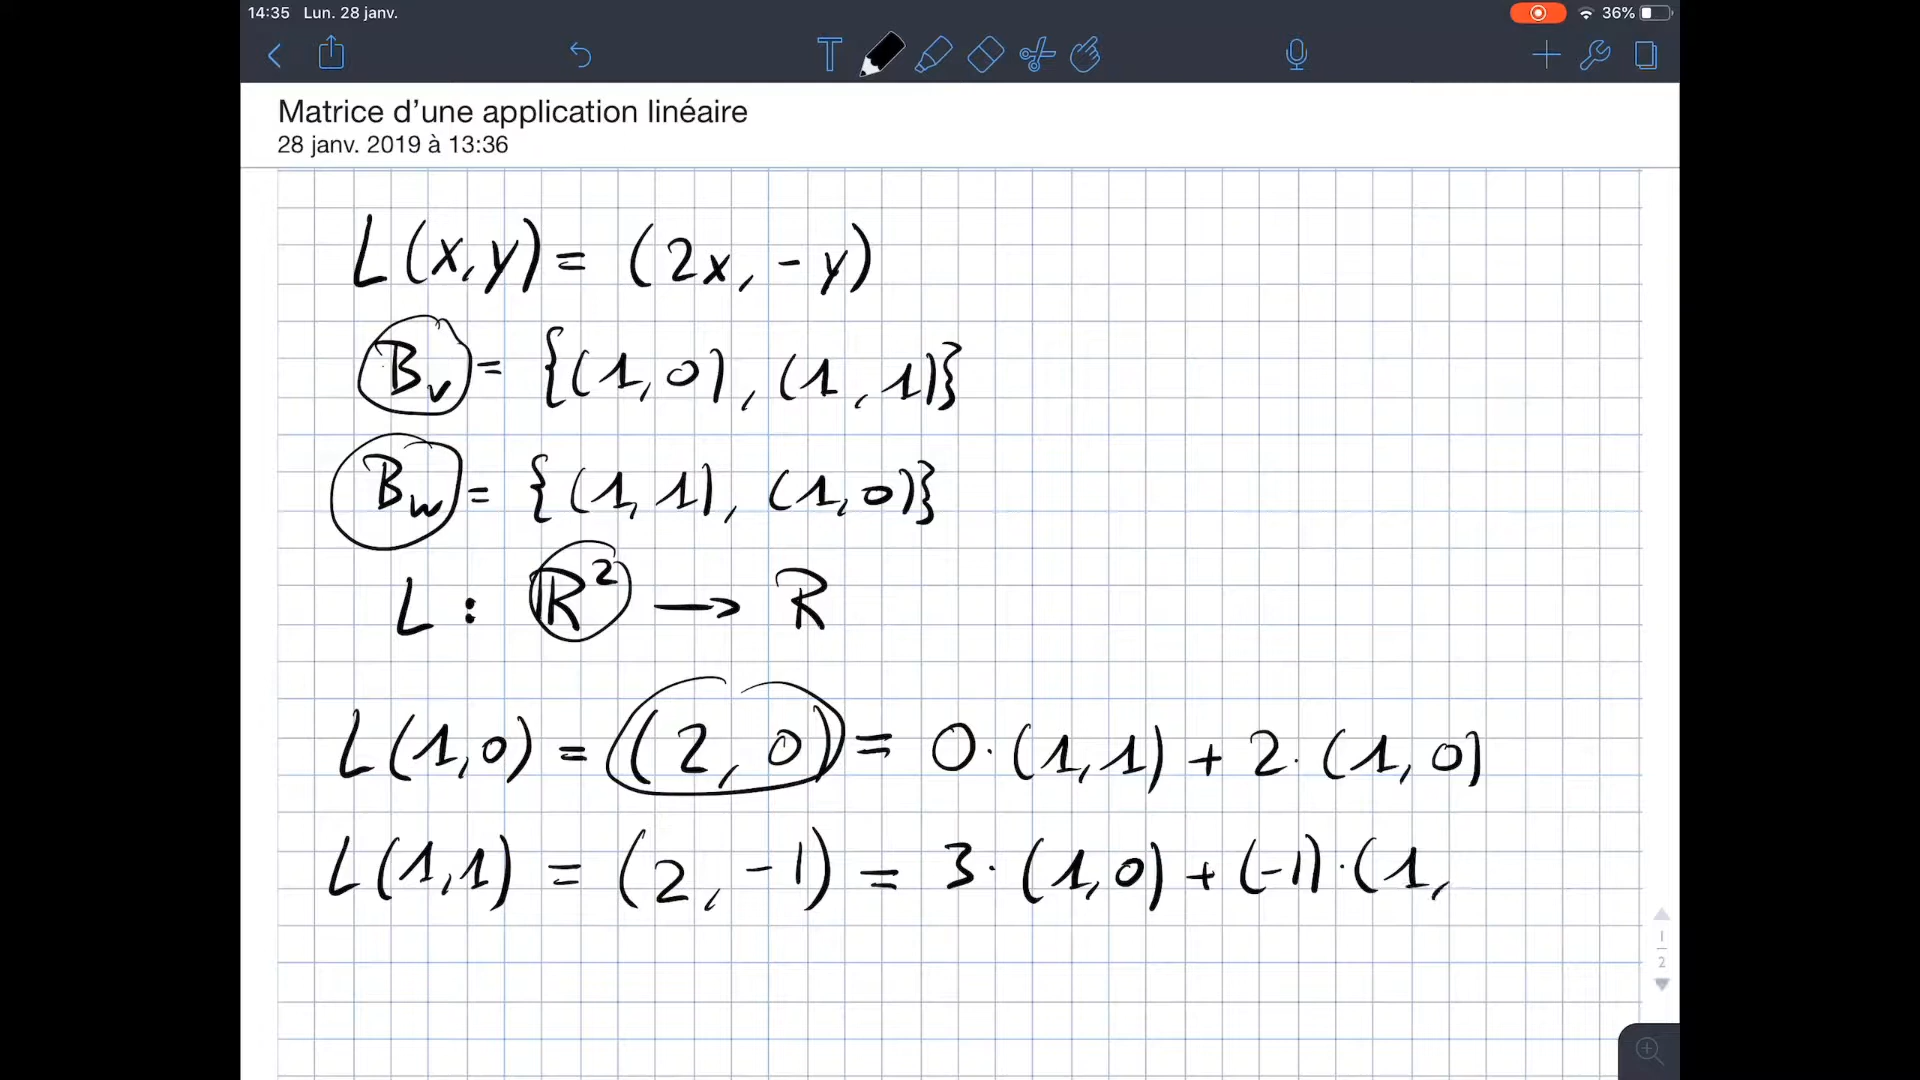 14:35 Lun. 28 janv. 36%
T
Matrice d’une application linéaire
28 janv. 2019 à 13:36
L(x,y) = (2x, -y)
Bv = {(1,0), (1,1)}
Bw = {(1,1), (1,0)}
L : R² → R
L(1,0) = (2,0) = 0·(1,1) + 2·(1,0)
L(1,1) = (2,-1) = 3·(1,0) + (-1)·(1,
1
2